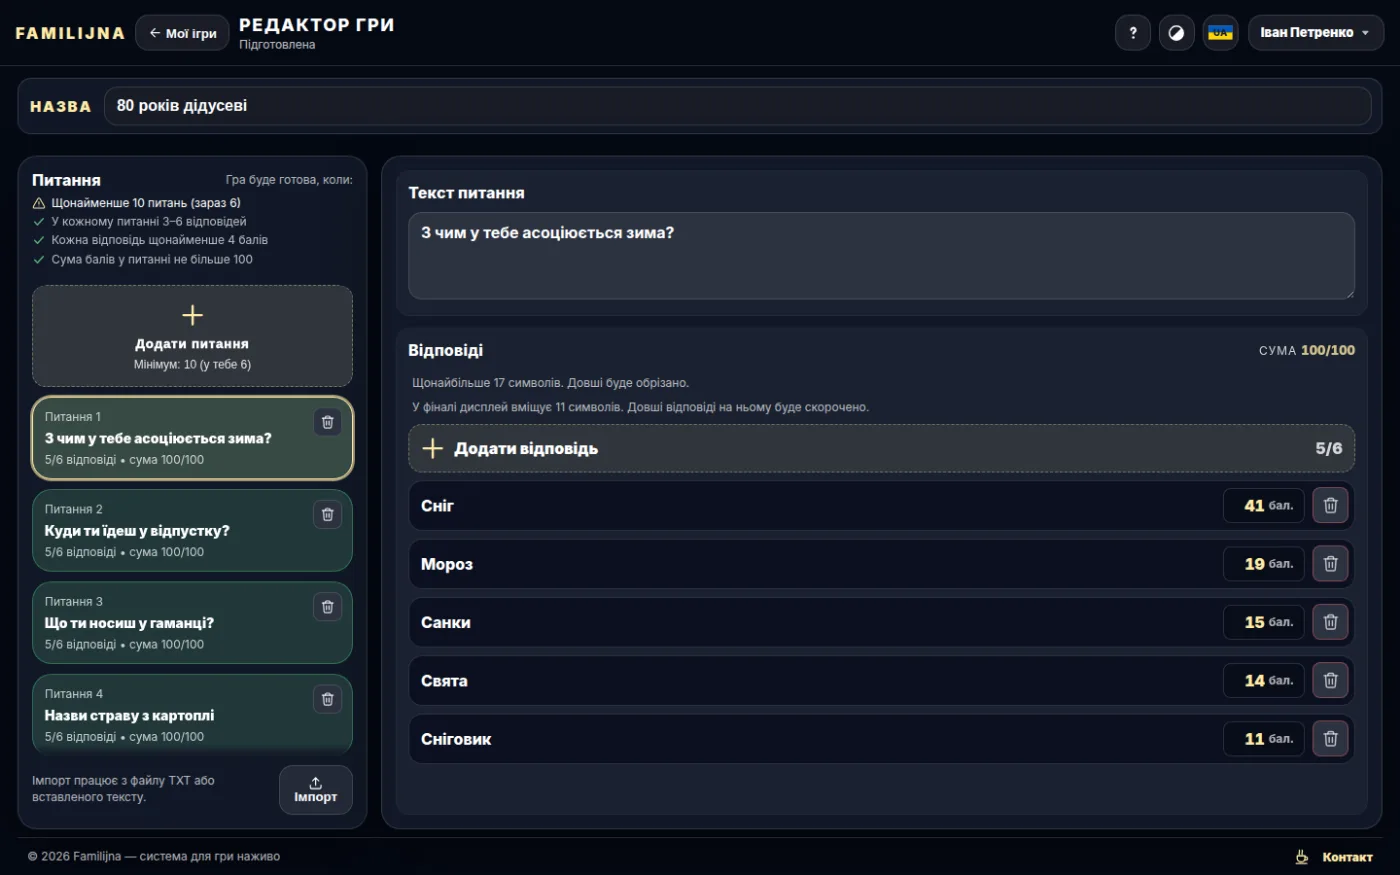 FAMILIJNA
← Мої ігри
РЕДАКТОР ГРИ
Підготовлена
?
UA
Іван Петренко
НАЗВА
80 років дідусеві
Питання
Гра буде готова, коли:
Щонайменше 10 питань (зараз 6)
У кожному питанні 3–6 відповідей
Кожна відповідь щонайменше 4 балів
Сума балів у питанні не більше 100
Додати питання
Мінімум: 10 (у тебе 6)
Питання 1
З чим у тебе асоціюється зима?
5/6 відповіді • сума 100/100
Питання 2
Куди ти їдеш у відпустку?
5/6 відповіді • сума 100/100
Питання 3
Що ти носиш у гаманці?
5/6 відповіді • сума 100/100
Питання 4
Назви страву з картоплі
5/6 відповіді • сума 100/100
Імпорт працює з файлу TXT або
вставленого тексту.
Імпорт
Текст питання
З чим у тебе асоціюється зима?
Відповіді
СУМА 100/100
Щонайбільше 17 символів. Довші буде обрізано.
У фіналі дисплей вміщує 11 символів. Довші відповіді на ньому буде скорочено.
Додати відповідь
5/6
Сніг
41 бал.
Мороз
19 бал.
Санки
15 бал.
Свята
14 бал.
Сніговик
11 бал.
© 2026 Familijna — система для гри наживо
Контакт